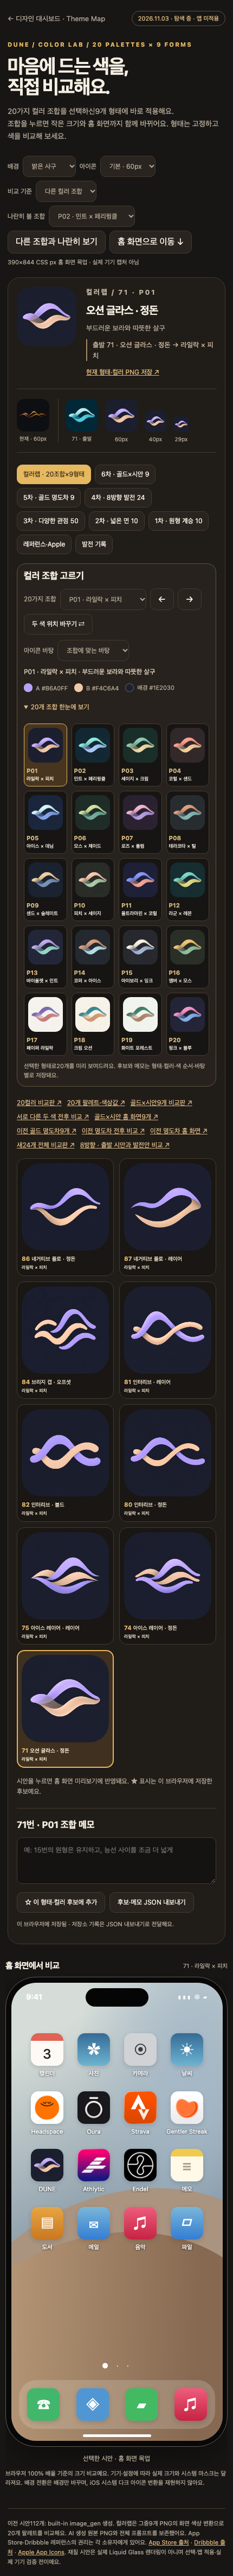 ← 디자인 대시보드 · Theme Map
2026.11.03 · 탐색 중 · 앱 미적용
DUNE / COLOR LAB / 20 PALETTES × 9 FORMS
마음에 드는 색을,
직접 비교해요.
20가지 컬러 조합을 선택하신9개 형태에 바로 적용해요.
조합을 누르면 작은 크기와 홈 화면까지 함께 바뀌어요. 형태는 고정하고
색을 비교해 보세요.
배경 밝은 사구 아이콘 기본 · 60px
비교 기준 다른 컬러 조합
나란히 볼 조합 P02 · 민트 × 페리윙클
다른 조합과 나란히 보기 홈 화면으로 이동 ↓
390×844 CSS px 홈 화면 목업 · 실제 기기 캡처 아님
컬러랩 / 71 · P01
오션 글라스 · 정돈
부드러운 보라와 따뜻한 살구
출발 71 · 오션 글라스 · 정돈 → 라일락 × 피
치
현재 형태·컬러 PNG 저장 ↗
현재 · 60px
71 · 출발
60px
40px
29px
컬러랩 · 20조합×9형태 6차 · 골드×시안 9
5차 · 골드 명도차 9 4차 · 8방향 발전 24
3차 · 다양한 관점 50 2차 · 넓은 면 10 1차 · 원형 계승 10
레퍼런스·Apple 발전 기록
컬러 조합 고르기
20가지 조합 P01 · 라일락 × 피치 ← →
두 색 위치 바꾸기 ⇄
아이콘 바탕 조합에 맞는 바탕
P01 · 라일락 × 피치 · 부드러운 보라와 따뜻한 살구
A #B6A0FF B #F4C6A4 배경 #1E2030
▾ 20개 조합 한눈에 보기
P01
라일락 × 피치
P02
민트 × 페리윙클
P03
세이지 × 크림
P04
코랄 × 샌드
P05
아이스 × 데님
P06
모스 × 제이드
P07
로즈 × 플럼
P08
테라코타 × 틸
P09
샌드 × 슬레이트
P10
피치 × 세이지
P11
울트라마린 × 코랄
P12
라군 × 레몬
P13
바이올렛 × 민트
P14
코퍼 × 아이스
P15
아이보리 × 잉크
P16
앰버 × 모스
P17
페이퍼 라일락
P18
크림 오션
P19
화이트 포레스트
P20
핑크 × 블루
선택한 형태로20개를 미리 보여드려요. 후보와 메모는 형태·컬러·색 순서·바탕
별로 저장돼요.
20컬러 비교판 ↗ 20개 팔레트·색상값 ↗ 골드×시안9개 비교판 ↗
서로 다른 두 색 전후 비교 ↗ 골드×시안 홈 화면9개 ↗
이전 골드 명도차9개 ↗ 이전 명도차 전후 비교 ↗ 이전 명도차 홈 화면 ↗
새24개 전체 비교판 ↗ 8방향 · 출발 시안과 발전안 비교 ↗
86 네거티브 플로 · 정돈
라일락 × 피치
87 네거티브 플로 · 레이어
라일락 × 피치
84 브리지 컵 · 오프셋
라일락 × 피치
81 인터리브 · 레이어
라일락 × 피치
82 인터리브 · 볼드
라일락 × 피치
80 인터리브 · 정돈
라일락 × 피치
75 아이스 레이어 · 레이어
라일락 × 피치
74 아이스 레이어 · 정돈
라일락 × 피치
71 오션 글라스 · 정돈
라일락 × 피치
시안을 누르면 홈 화면 미리보기에 반영돼요. ★ 표시는 이 브라우저에 저장한
후보예요.
71번 · P01 조합 메모
예: 15번의 원형은 유지하고, 능선 사이를 조금 더 넓게
☆ 이 형태·컬러 후보에 추가 후보·메모 JSON 내보내기
이 브라우저에 저장됨 · 저장소 기록은 JSON 내보내기로 전달해요.
홈 화면에서 비교
71 · 라일락 × 피치
9:41
3
캘린더 사진 카메라 날씨
Headspace Oura Strava Gentler Streak
DUNE Athlytic Endel 메모
도서 메일 음악 파일
선택한 시안 · 홈 화면 목업
브라우저 100% 배율 기준의 크기 비교예요. 기기·설정에 따라 실제 크기와 시스템 마스크는 달
라져요. 배경 전환은 배경만 바꾸며, iOS 시스템 다크 아이콘 변환을 재현하지 않아요.
이전 시안112개: built-in image_gen 생성. 컬러랩은 그중9개 PNG의 화면 색상 변환으로
20개 팔레트를 비교해요. AI 생성 원본 PNG와 전체 프롬프트를 보존했어요. App
Store·Dribbble 레퍼런스의 권리는 각 소유자에게 있어요. App Store 출처 · Dribbble 출
처 · Apple App Icons. 재질 시안은 실제 Liquid Glass 렌더링이 아니며 선택 앱 적용·실
제 기기 검증 전이에요.